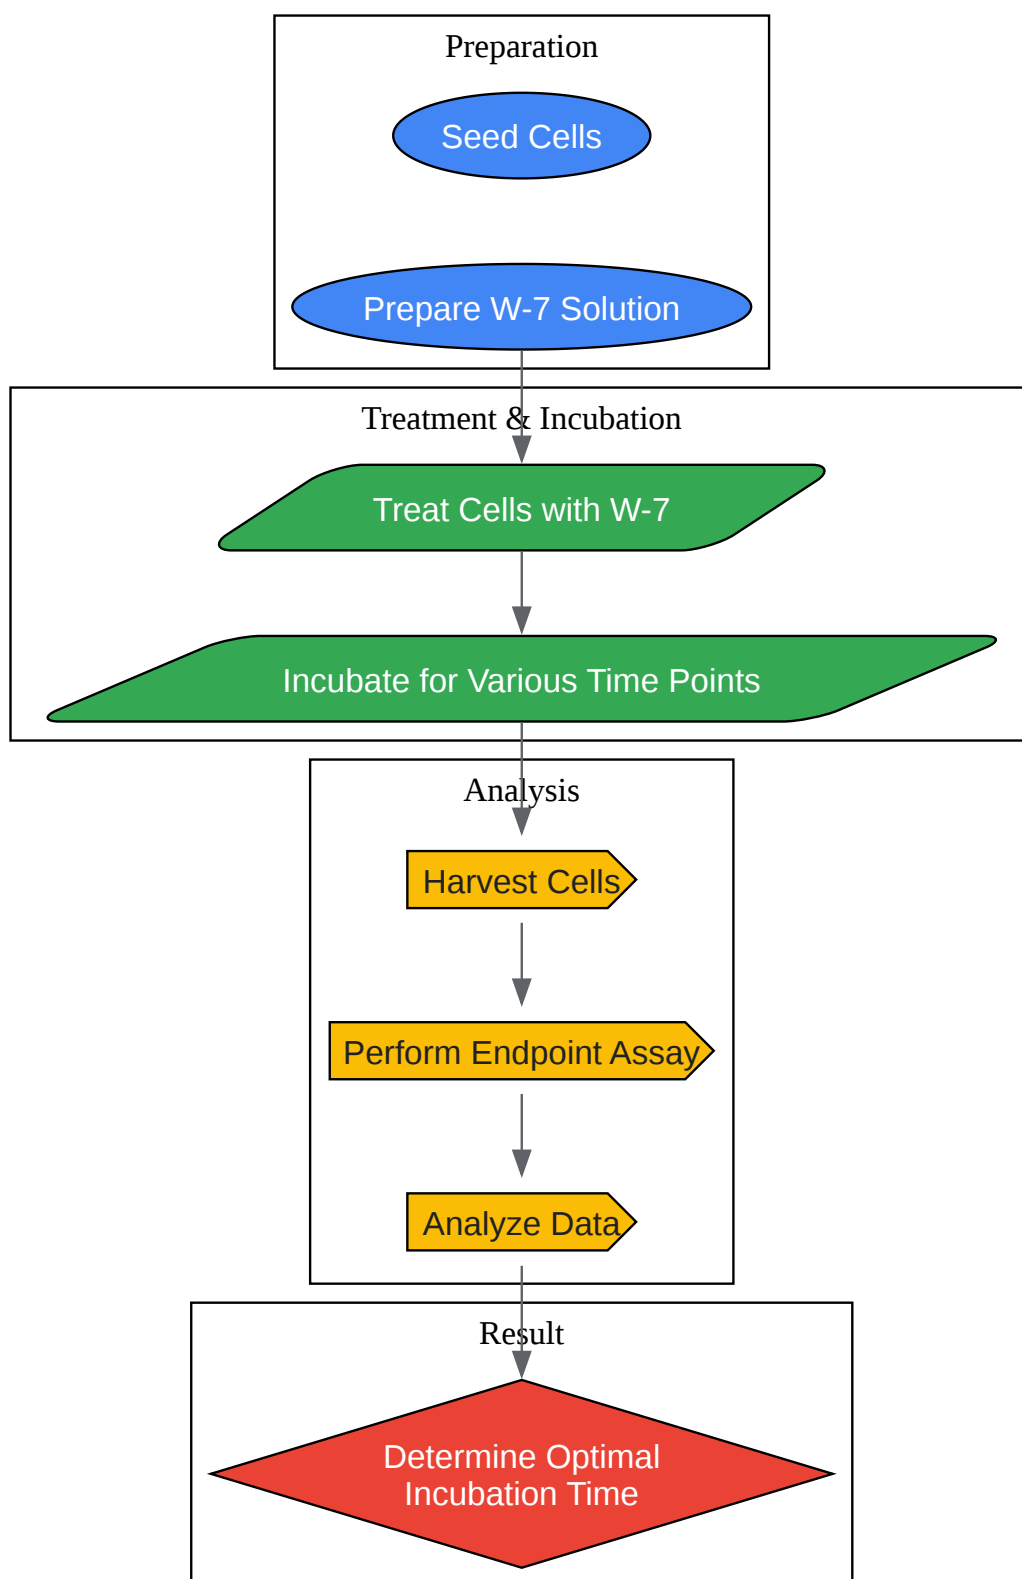 Preparation
Seed Cells
Prepare W-7 Solution
Treatment & Incubation
Treat Cells with W-7
Incubate for Various Time Points
Analysis
Harvest Cells
Perform Endpoint Assay
Analyze Data
Result
Determine Optimal
Incubation Time